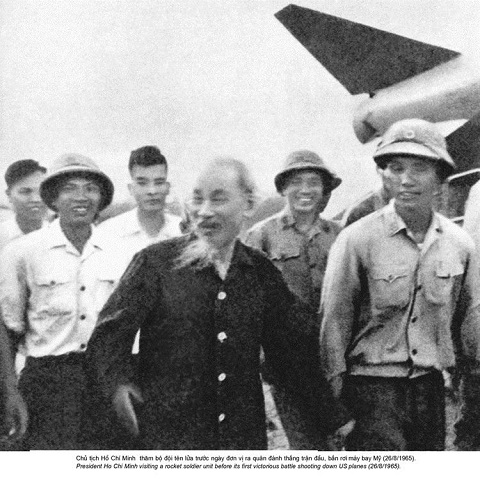 Chủ tịch Hồ Chí Minh thăm bộ đội tên lửa trước ngày đơn vị ra quân đánh thắng trận đầu, bắn rơi máy bay Mỹ (26/8/1965).
President Ho Chi Minh visiting a rocket soldier unit before its first victorious battle shooting down US planes (26/8/1965).